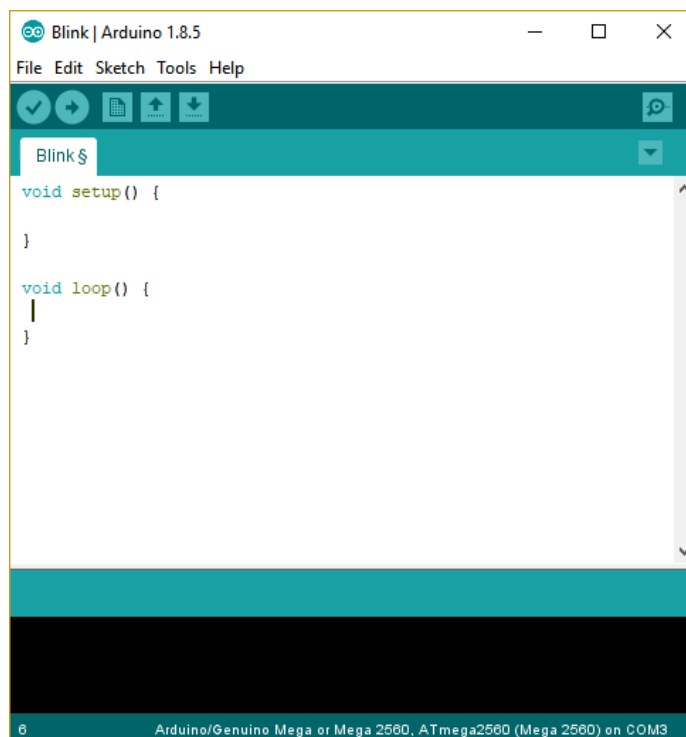 Blink | Arduino 1.8.5
File Edit Sketch Tools Help
Blink §
void setup() {
}
void loop() {
}
6 Arduino/Genuino Mega or Mega 2560, ATmega2560 (Mega 2560) on COM3